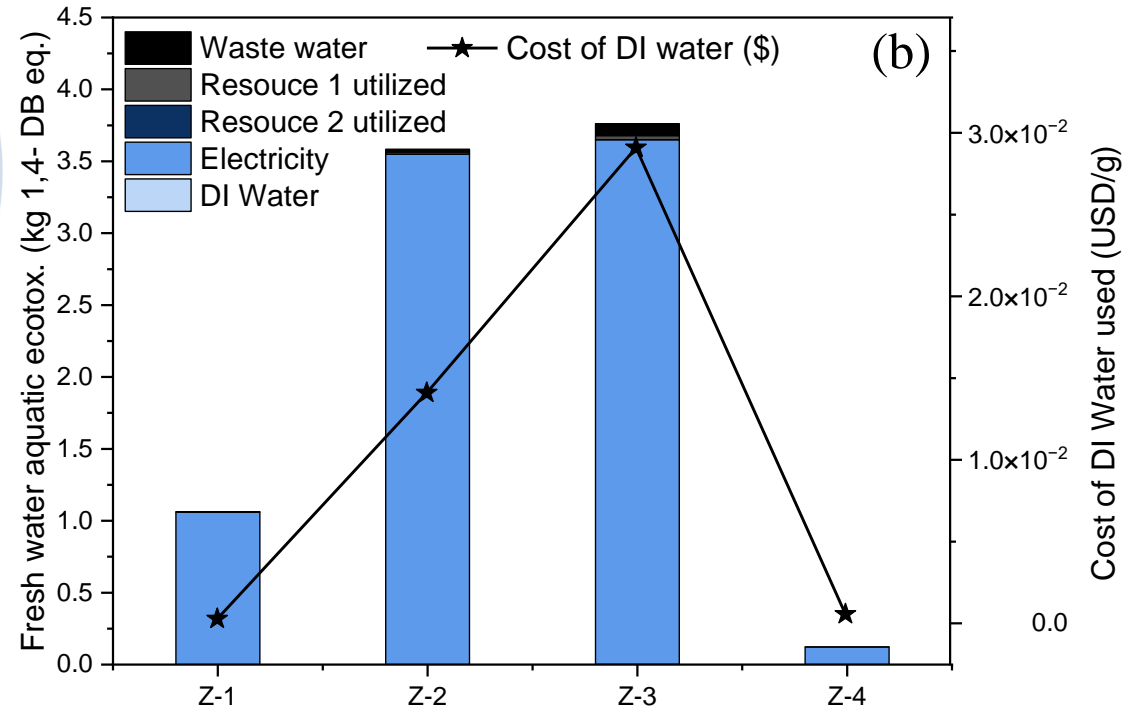 Fresh water aquatic ecotox. (kg 1,4- DB eq.)
4.5
4.0
3.5
3.0
2.5
2.0
1.5
1.0
0.5
0.0
Waste water
Resouce 1 utilized
Resouce 2 utilized
Electricity
DI Water
Cost of DI water ($)
(b)
3.0×10⁻²
2.0×10⁻²
1.0×10⁻²
0.0
Cost of DI Water used (USD/g)
Z-1 Z-2 Z-3 Z-4